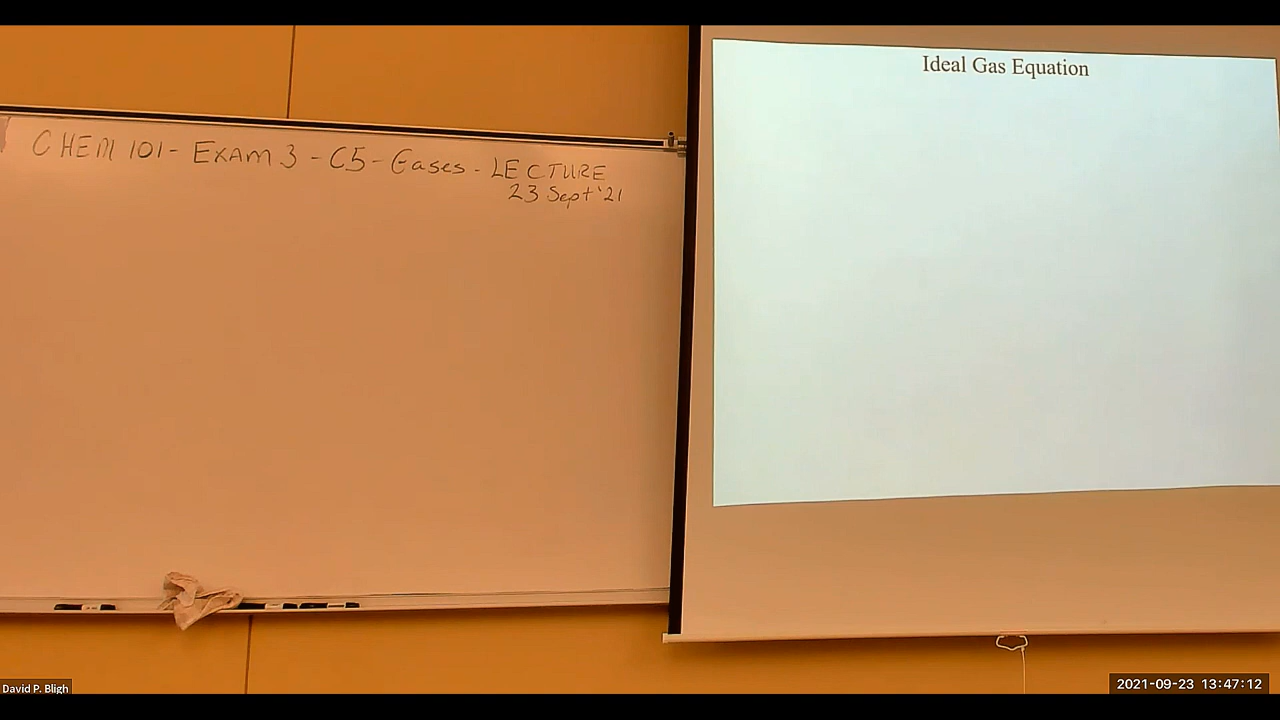 CHEM 101 - EXAM 3 - C5 - Gases - LECTURE
23 Sept '21
Ideal Gas Equation
David P. Bligh
2021-09-23 13:47:12